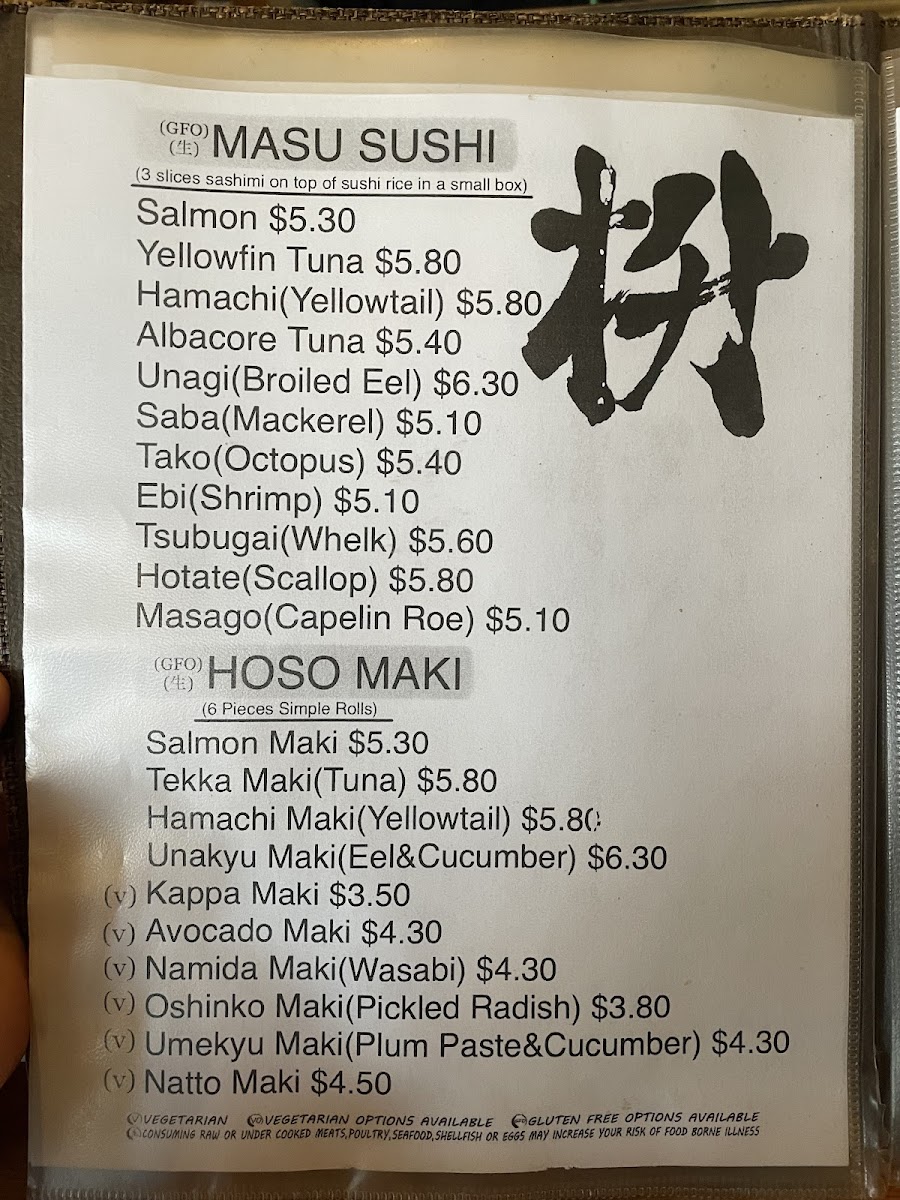 (GFO)
(生) MASU SUSHI
(3 slices sashimi on top of sushi rice in a small box)
枡
Salmon $5.30
Yellowfin Tuna $5.80
Hamachi(Yellowtail) $5.80
Albacore Tuna $5.40
Unagi(Broiled Eel) $6.30
Saba(Mackerel) $5.10
Tako(Octopus) $5.40
Ebi(Shrimp) $5.10
Tsubugai(Whelk) $5.60
Hotate(Scallop) $5.80
Masago(Capelin Roe) $5.10
(GFO)
(生) HOSO MAKI
(6 Pieces Simple Rolls)
Salmon Maki $5.30
Tekka Maki(Tuna) $5.80
Hamachi Maki(Yellowtail) $5.80
Unakyu Maki(Eel&Cucumber) $6.30
(v) Kappa Maki $3.50
(v) Avocado Maki $4.30
(v) Namida Maki(Wasabi) $4.30
(v) Oshinko Maki(Pickled Radish) $3.80
(v) Umekyu Maki(Plum Paste&Cucumber) $4.30
(v) Natto Maki $4.50
VEGETARIAN VEGETARIAN OPTIONS AVAILABLE GLUTEN FREE OPTIONS AVAILABLE
CONSUMING RAW OR UNDER COOKED MEATS,POULTRY,SEAFOOD,SHELLFISH OR EGGS MAY INCREASE YOUR RISK OF FOOD BORNE ILLNESS